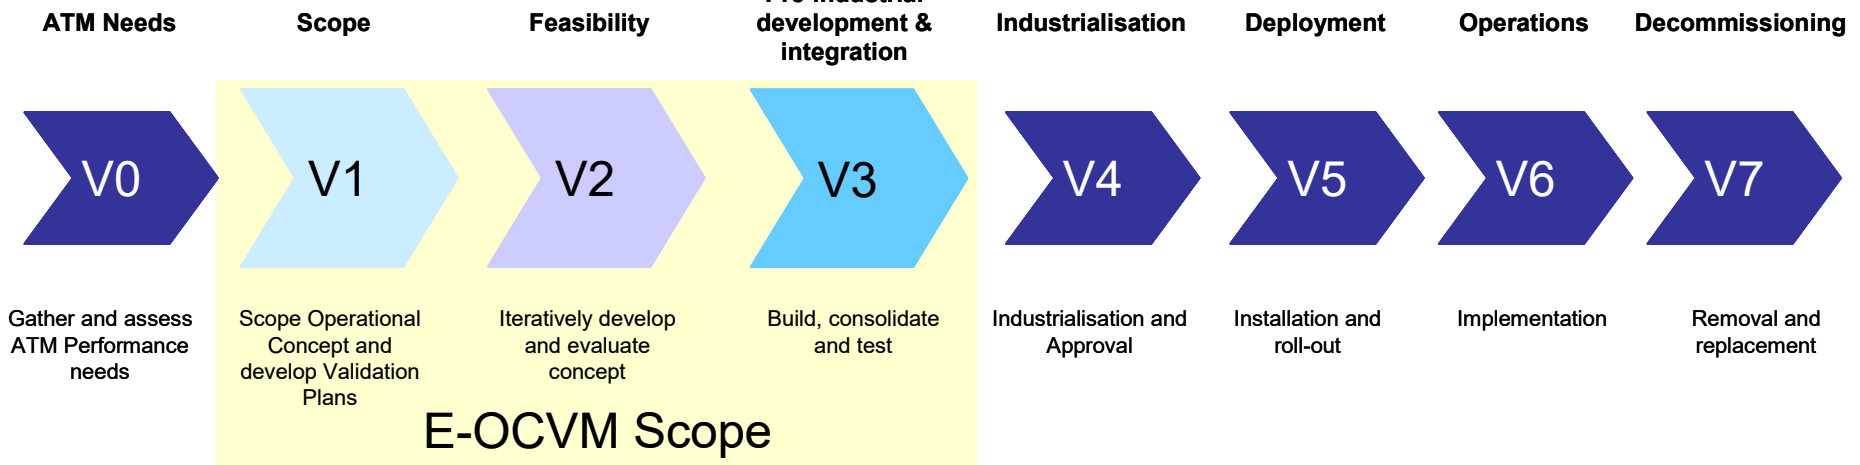 ATM Needs
Scope
Feasibility
Pre-industrial
development &
integration
Industrialisation
Deployment
Operations
Decommissioning
V0
V1
V2
V3
V4
V5
V6
V7
Gather and assess
ATM Performance
needs
Scope Operational
Concept and
develop Validation
Plans
Iteratively develop
and evaluate
concept
Build, consolidate
and test
Industrialisation and
Approval
Installation and
roll-out
Implementation
Removal and
replacement
E-OCVM Scope